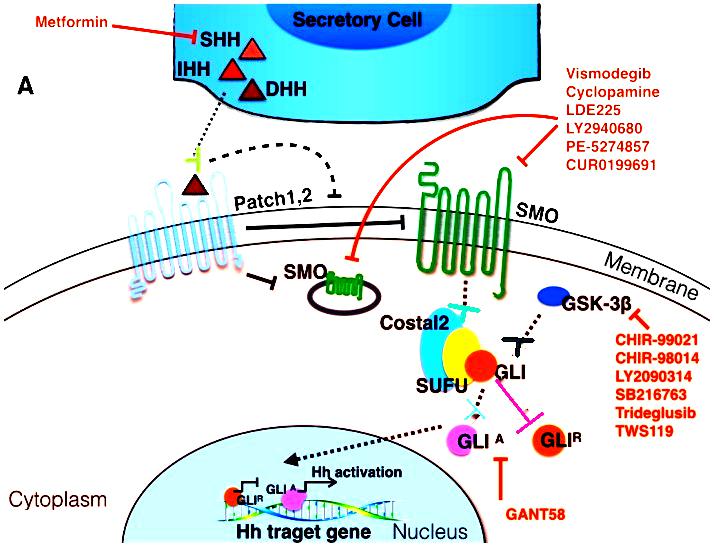 Secretory Cell
Metformin
SHH
IHH
DHH
A
Vismodegib
Cyclopamine
LDE225
LY2940680
PE-5274857
CUR0199691
Patch1,2
SMO
Membrane
SMO
GSK-3β
Costal2
CHIR-99021
CHIR-98014
LY2090314
SB216763
Trideglusib
TWS119
GLI
SUFU
GLI A
GLI R
Hh activation
GLI A
GLI R
Cytoplasm
GANT58
Hh traget gene
Nucleus